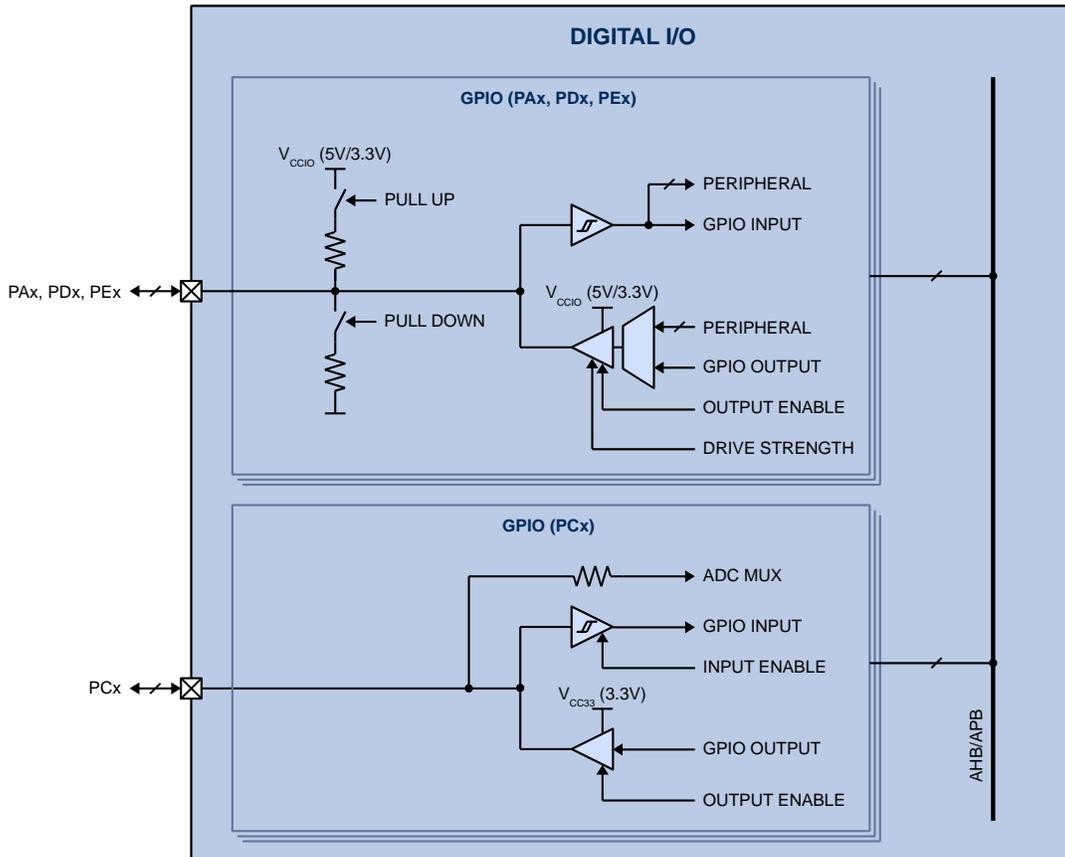 DIGITAL I/O
GPIO (PAx, PDx, PEx)
VCCIO (5V/3.3V)
PULL UP
PERIPHERAL
GPIO INPUT
PAx, PDx, PEx
PULL DOWN
VCCIO (5V/3.3V)
PERIPHERAL
GPIO OUTPUT
OUTPUT ENABLE
DRIVE STRENGTH
GPIO (PCx)
ADC MUX
GPIO INPUT
INPUT ENABLE
PCx
VCC33 (3.3V)
GPIO OUTPUT
OUTPUT ENABLE
AHB/APB